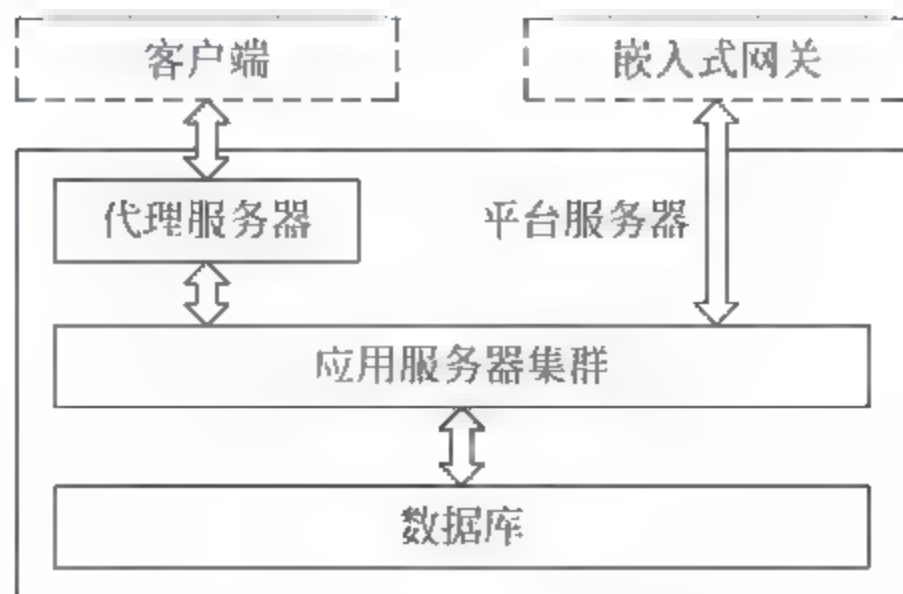 客户端
嵌入式网关
代理服务器
平台服务器
应用服务器集群
数据库